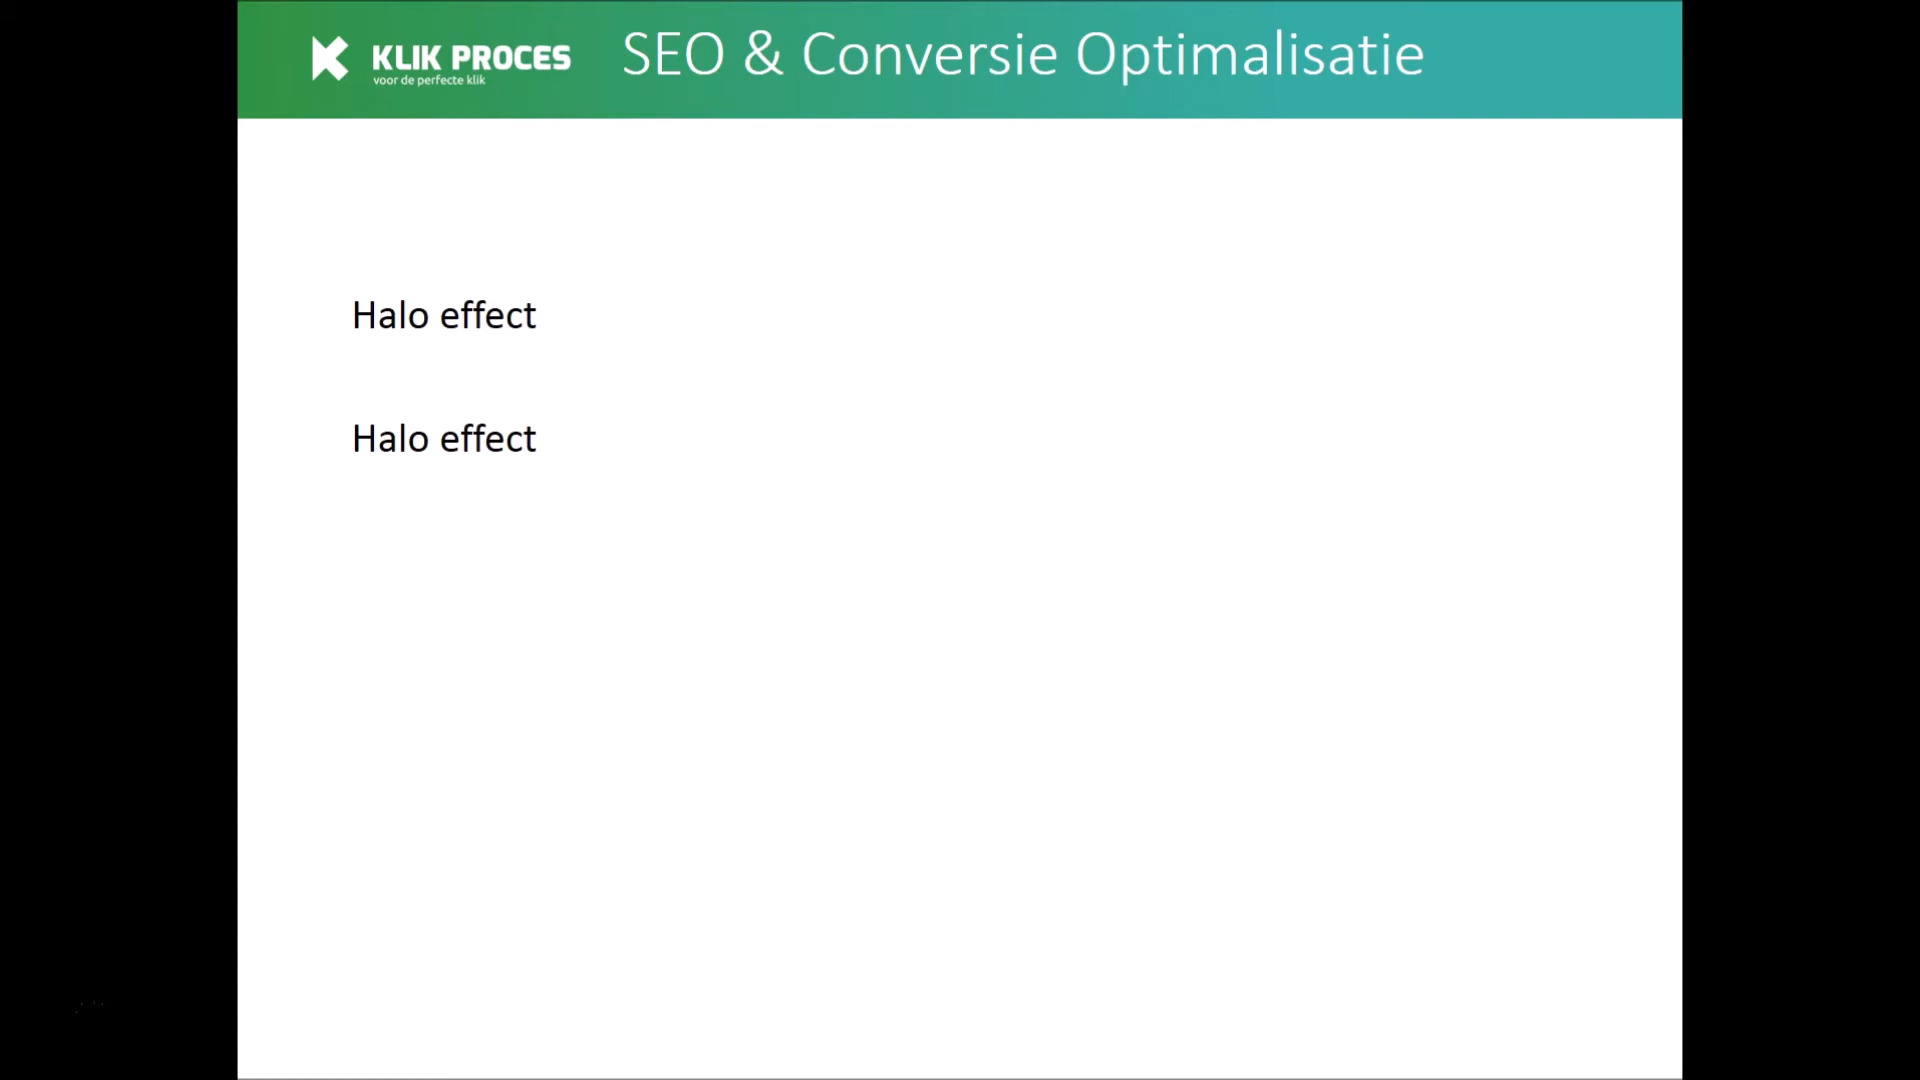 KLIK PROCES
voor de perfecte klik
SEO & Conversie Optimalisatie
Halo effect
Halo effect